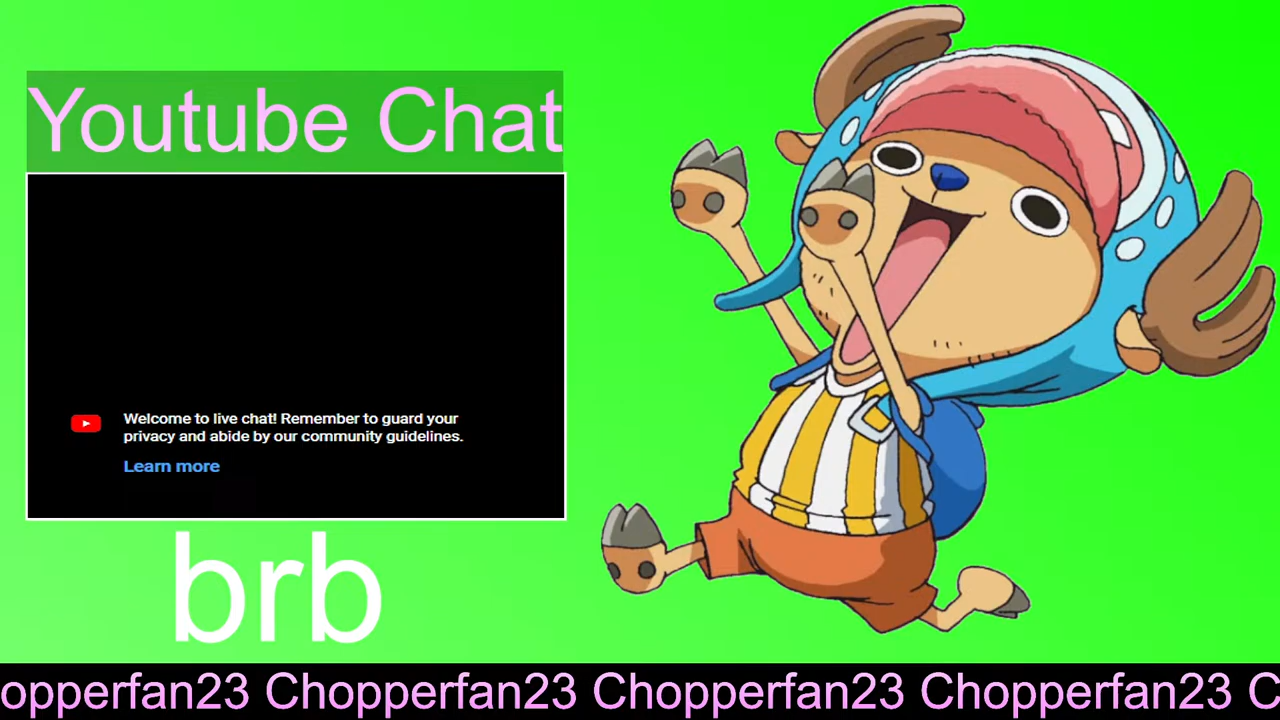 Youtube Chat
Welcome to live chat! Remember to guard your
privacy and abide by our community guidelines.
Learn more
brb
opperfan23 Chopperfan23 Chopperfan23 Chopperfan23 C